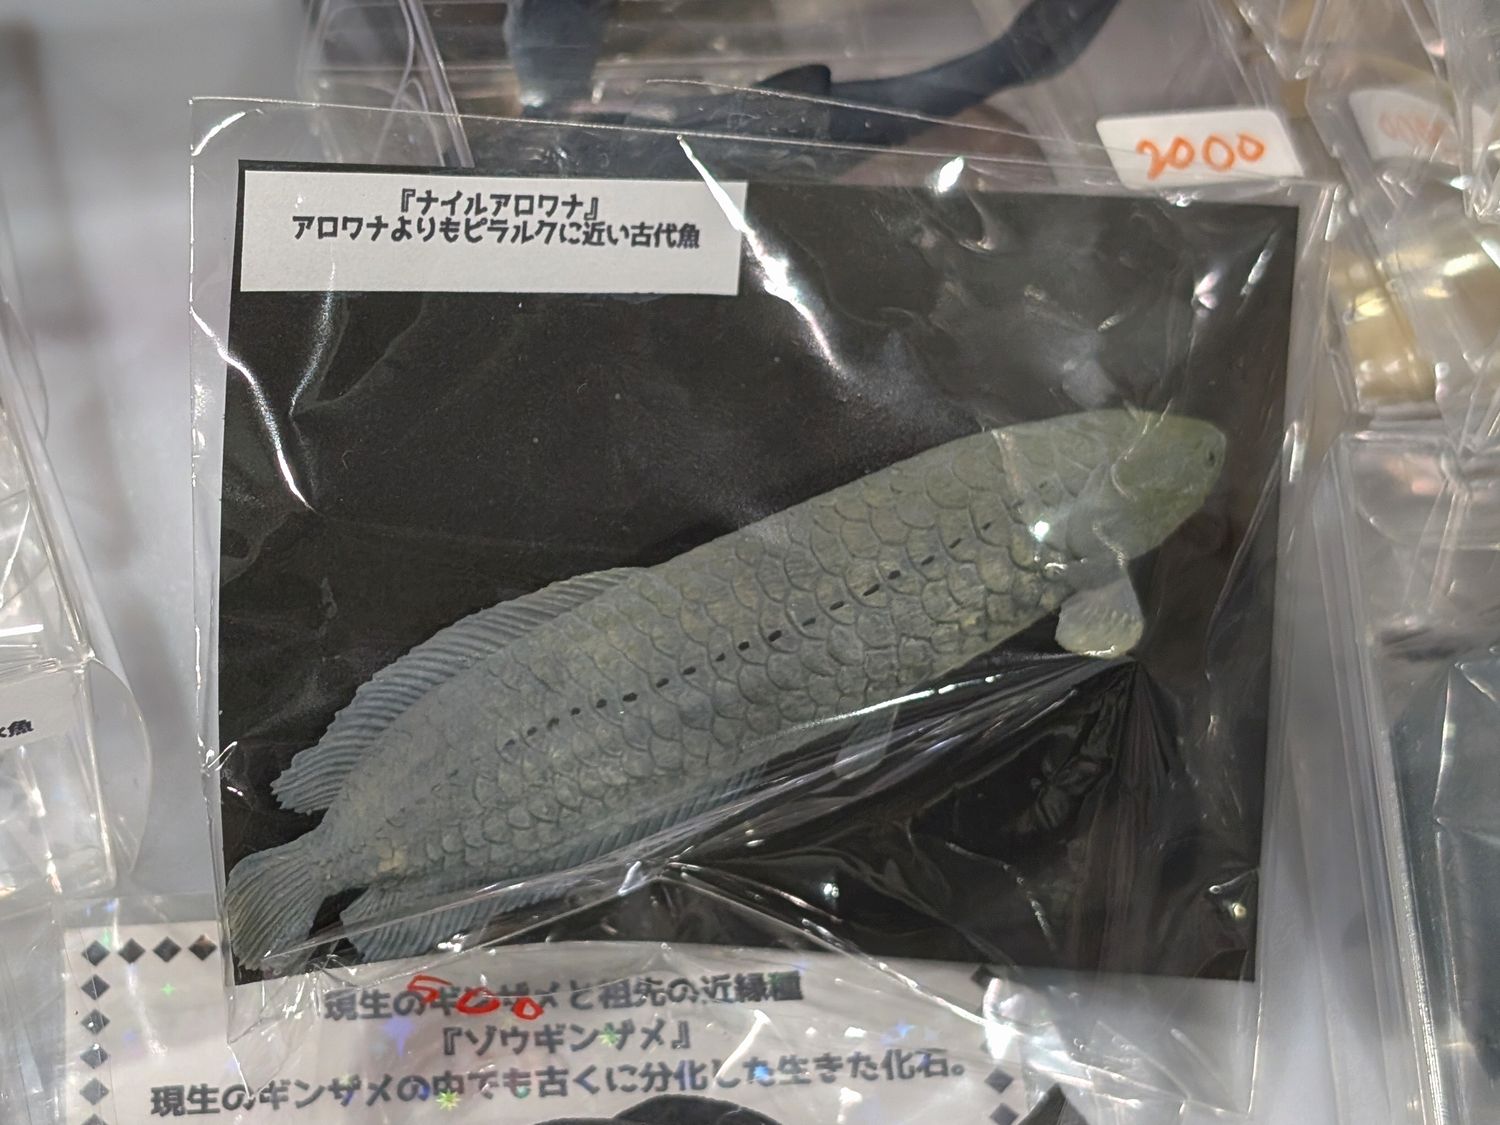 2000
『ナイルアロワナ』
アロワナよりもピラルクに近い古代魚
魚
500
現生のギンザメと祖先の近縁種
『ゾウギンザメ』
現生のギンザメの中でも古くに分化した生きた化石。